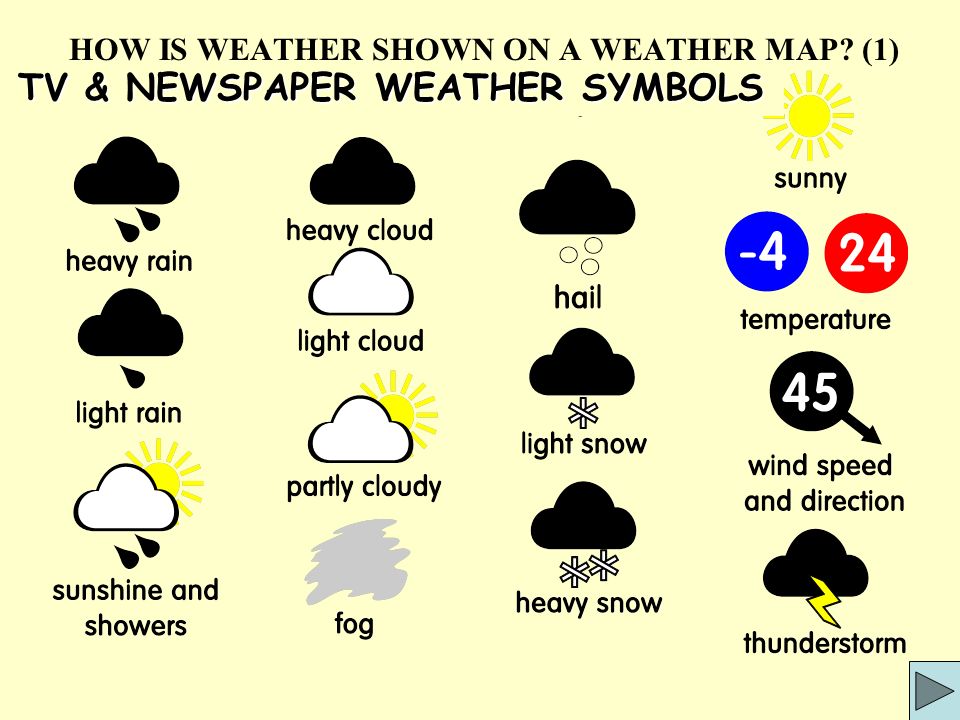 HOW IS WEATHER SHOWN ON A WEATHER MAP? (1)
TV & NEWSPAPER WEATHER SYMBOLS
heavy rain
light rain
sunshine and
showers
heavy cloud
light cloud
partly cloudy
fog
hail
light snow
heavy snow
sunny
-4 24
temperature
45
wind speed
and direction
thunderstorm